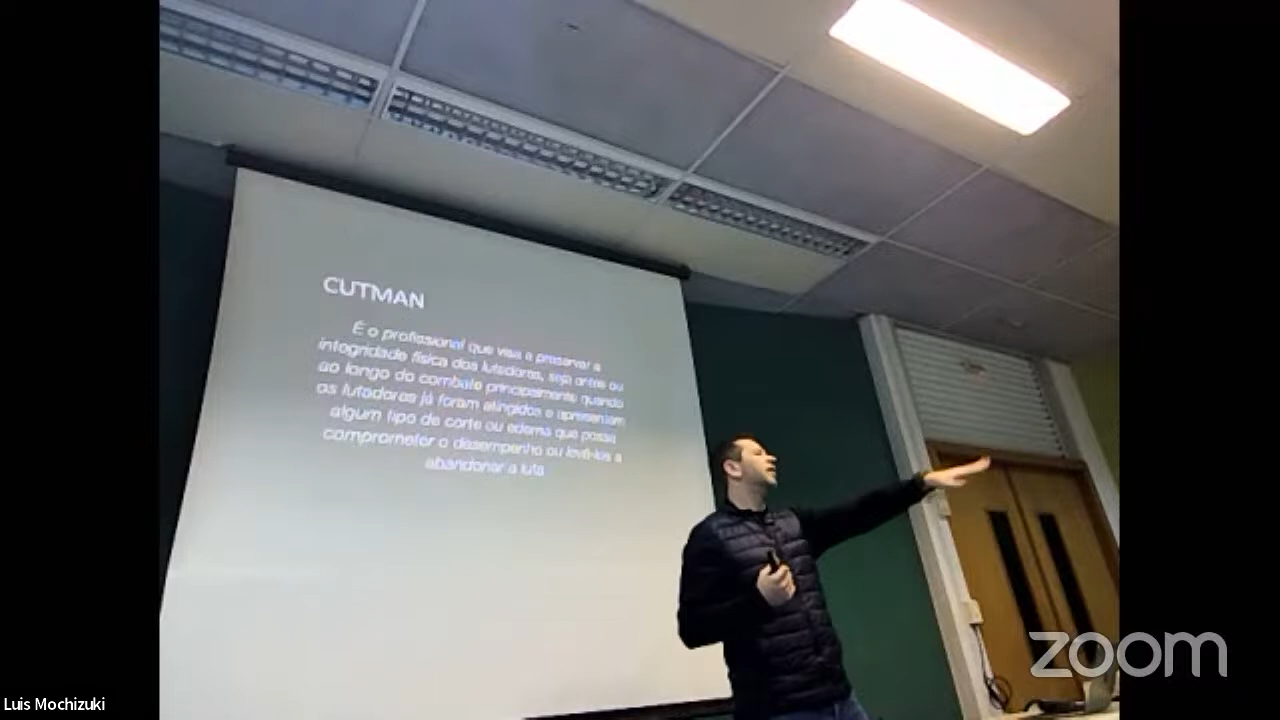 CUTMAN
É o profissional que visa e preservar a
integridade física dos lutadores, seja antes ou
ao longo do combate principalmente quando
os lutadores já foram atingidos e apresentam
algum tipo de corte ou edema que possa
comprometer o desempenho ou levá-los a
abandonar a luta
zoom
Luis Mochizuki